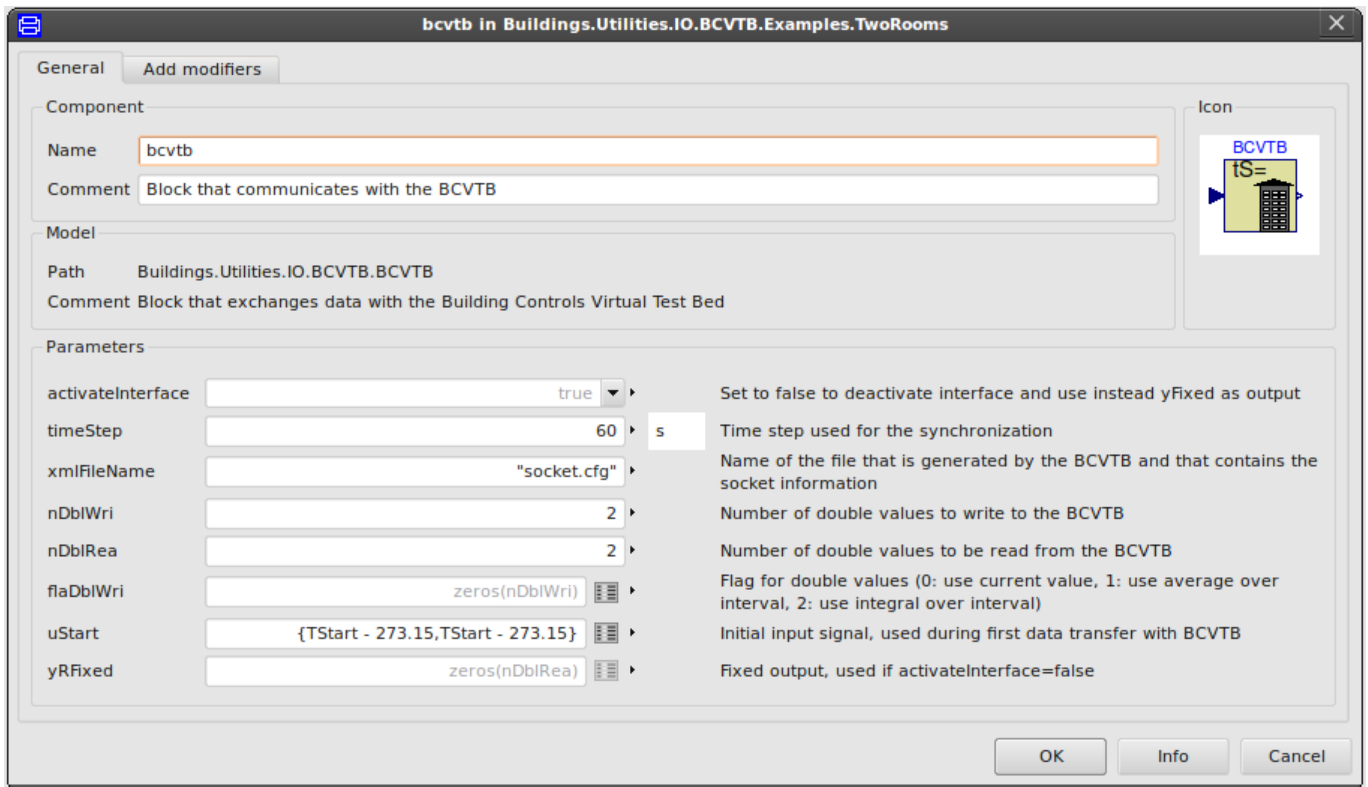 bcvtb in Buildings.Utilities.IO.BCVTB.Examples.TwoRooms
General Add modifiers
Component
Name bcvtb
Comment Block that communicates with the BCVTB
Icon
BCVTB
tS=
Model
Path Buildings.Utilities.IO.BCVTB.BCVTB
Comment Block that exchanges data with the Building Controls Virtual Test Bed
Parameters
activateInterface true Set to false to deactivate interface and use instead yFixed as output
timeStep 60 s Time step used for the synchronization
xmlFileName "socket.cfg" Name of the file that is generated by the BCVTB and that contains the
socket information
nDblWri 2 Number of double values to write to the BCVTB
nDblRea 2 Number of double values to be read from the BCVTB
flaDblWri zeros(nDblWri) Flag for double values (0: use current value, 1: use average over
interval, 2: use integral over interval)
uStart {TStart - 273.15,TStart - 273.15} Initial input signal, used during first data transfer with BCVTB
yRFixed zeros(nDblRea) Fixed output, used if activateInterface=false
OK Info Cancel